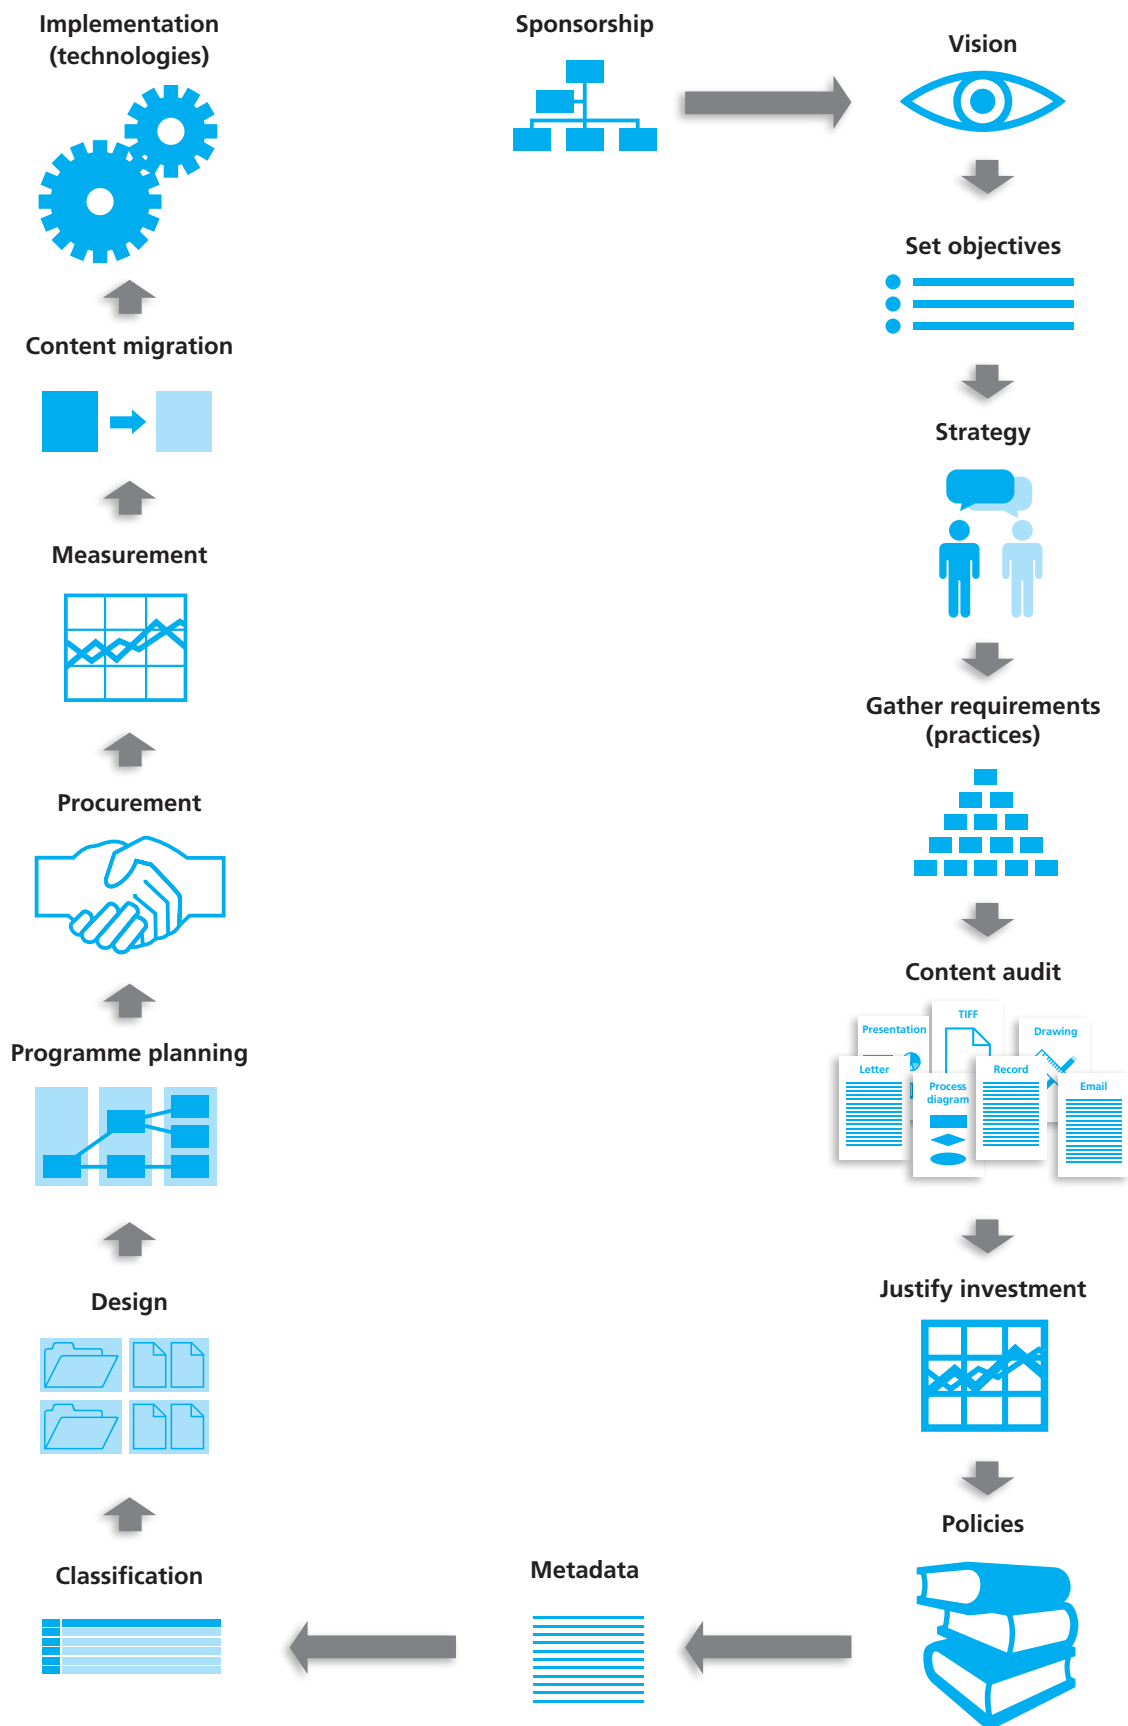 Implementation
(technologies)
Sponsorship
Vision
Set objectives
Content migration
Strategy
Measurement
Gather requirements
(practices)
Procurement
Content audit
TIFF
Presentation
Drawing
Letter
Record
Process
diagram
Email
Programme planning
Justify investment
Design
Policies
Metadata
Classification